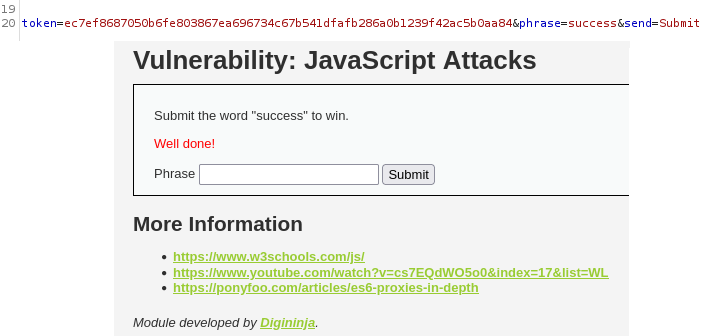 19
20 token=ec7ef8687050b6fe803867ea696734c67b541dfafb286a0b1239f42ac5b0aa84&phrase=success&send=Submit
Vulnerability: JavaScript Attacks
Submit the word "success" to win.
Well done!
Phrase Submit
More Information
• https://www.w3schools.com/js/
• https://www.youtube.com/watch?v=cs7EQdWO5o0&index=17&list=WL
• https://ponyfoo.com/articles/es6-proxies-in-depth
Module developed by Digininja.